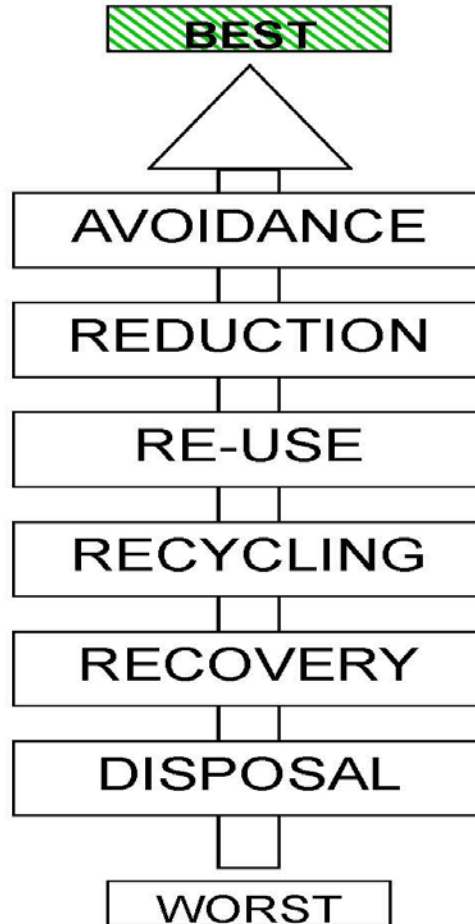 BEST
AVOIDANCE
REDUCTION
RE-USE
RECYCLING
RECOVERY
DISPOSAL
WORST